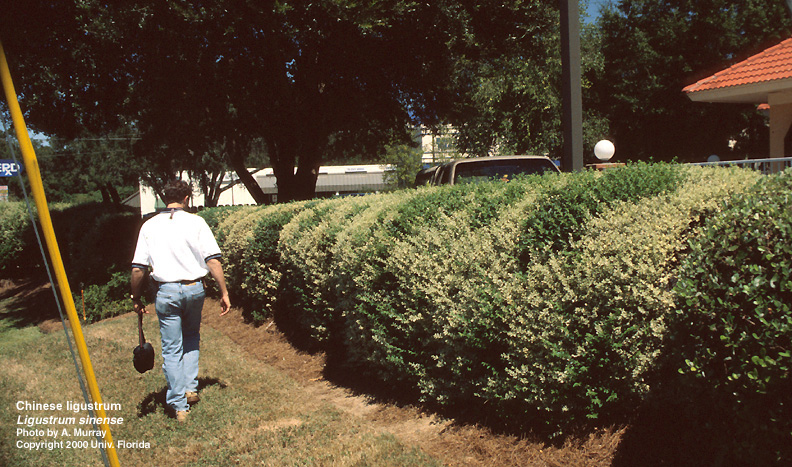 Chinese ligustrum
Ligustrum sinense
Photo by A. Murray
Copyright 2000 Univ. Florida